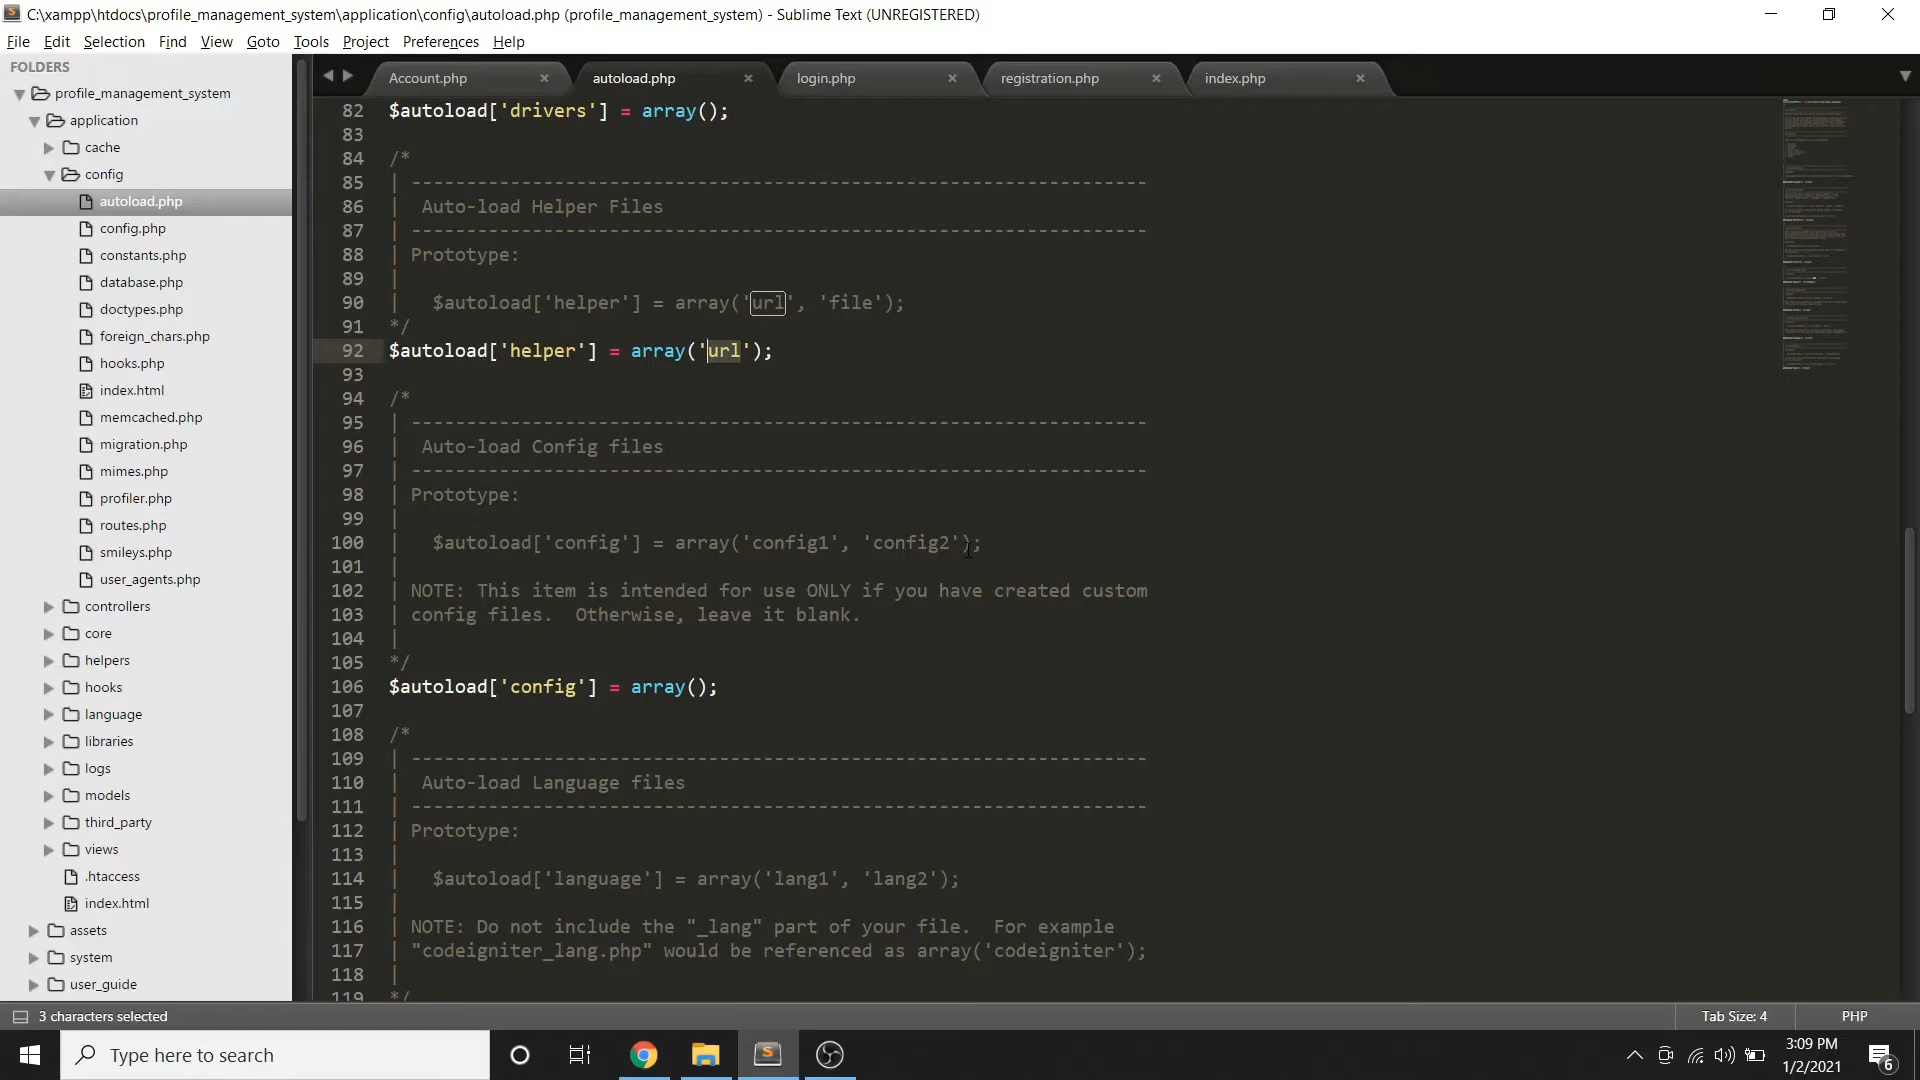 C:\xampp\htdocs\profile_management_system\application\config\autoload.php (profile_management_system) - Sublime Text (UNREGISTERED)
File Edit Selection Find View Goto Tools Project Preferences Help
FOLDERS
profile_management_system
application
cache
config
autoload.php
config.php
constants.php
database.php
doctypes.php
foreign_chars.php
hooks.php
index.html
memcached.php
migration.php
mimes.php
profiler.php
routes.php
smileys.php
user_agents.php
controllers
core
helpers
hooks
language
libraries
logs
models
third_party
views
.htaccess
index.html
assets
system
user_guide
Account.php autoload.php login.php registration.php index.php
82 $autoload['drivers'] = array();
83
84 /*
85 | -------------------------------------------------------------------
86 |  Auto-load Helper Files
87 | -------------------------------------------------------------------
88 | Prototype:
89 |
90 |   $autoload['helper'] = array('url', 'file');
91 */
92 $autoload['helper'] = array('url');
93
94 /*
95 | -------------------------------------------------------------------
96 |  Auto-load Config files
97 | -------------------------------------------------------------------
98 | Prototype:
99 |
100 |   $autoload['config'] = array('config1', 'config2');
101 |
102 | NOTE: This item is intended for use ONLY if you have created custom
103 | config files.  Otherwise, leave it blank.
104 |
105 */
106 $autoload['config'] = array();
107
108 /*
109 | -------------------------------------------------------------------
110 |  Auto-load Language files
111 | -------------------------------------------------------------------
112 | Prototype:
113 |
114 |   $autoload['language'] = array('lang1', 'lang2');
115 |
116 | NOTE: Do not include the "_lang" part of your file.  For example
117 | "codeigniter_lang.php" would be referenced as array('codeigniter');
118 |
119 */
3 characters selected Tab Size: 4 PHP
Type here to search
3:09 PM
1/2/2021
6